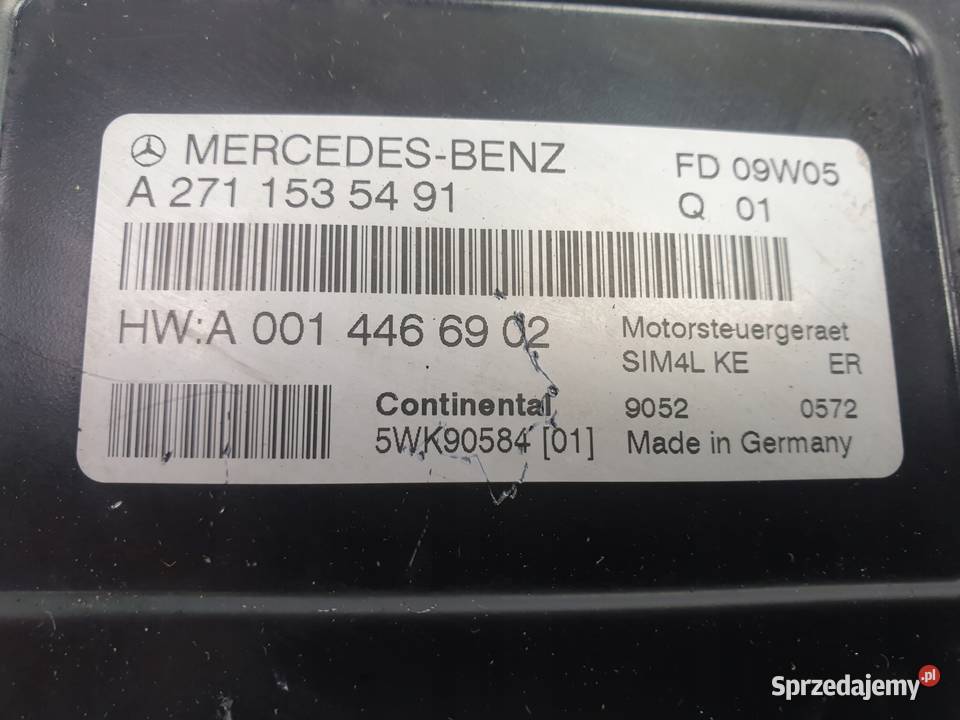 MERCEDES-BENZ
FD 09W05
A 271 153 54 91
Q 01
HW:A 001 446 69 02
Motorsteuergeraet
SIM4L KE ER
Continental
9052 0572
5WK90584 [01]
Made in Germany
Sprzedajemy.pl